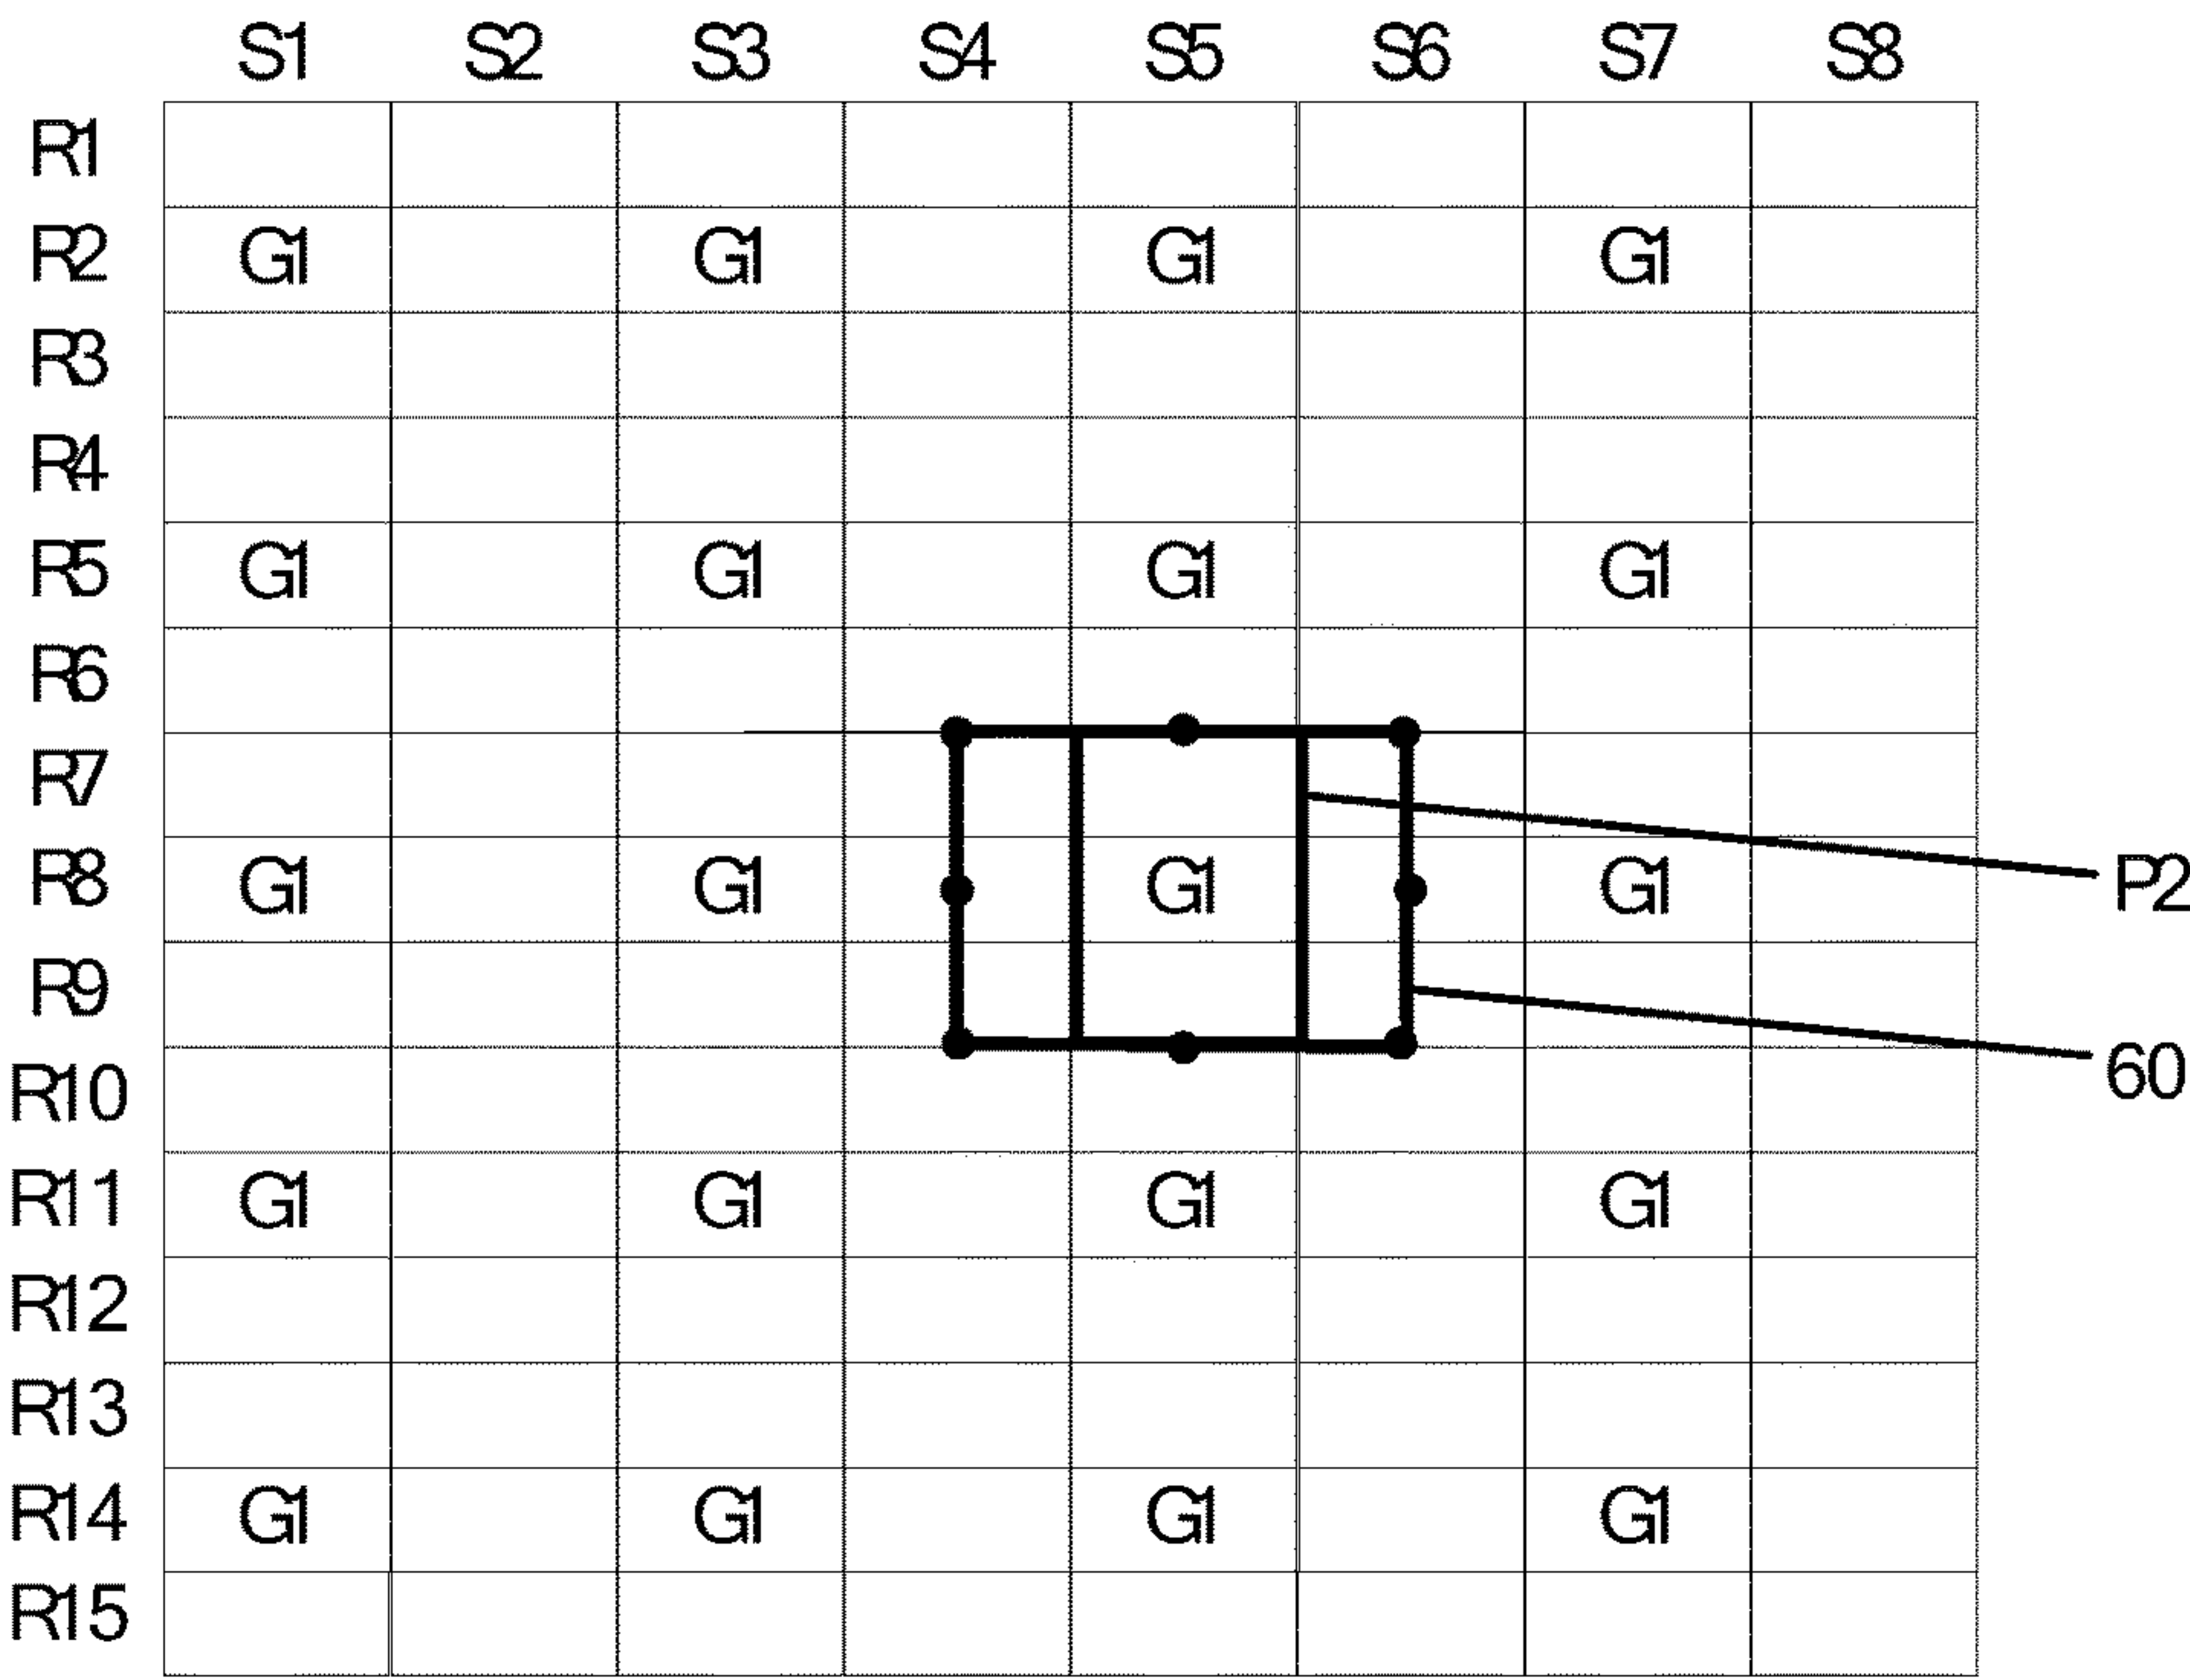 S1 S2 S3 S4 S5 S6 S7 S8
R1
R2 G1 G1 G1 G1
R3
R4
R5 G1 G1 G1 G1
R6
R7
R8 G1 G1 G1 G1 P2
R9
R10 60
R11 G1 G1 G1 G1
R12
R13
R14 G1 G1 G1 G1
R15